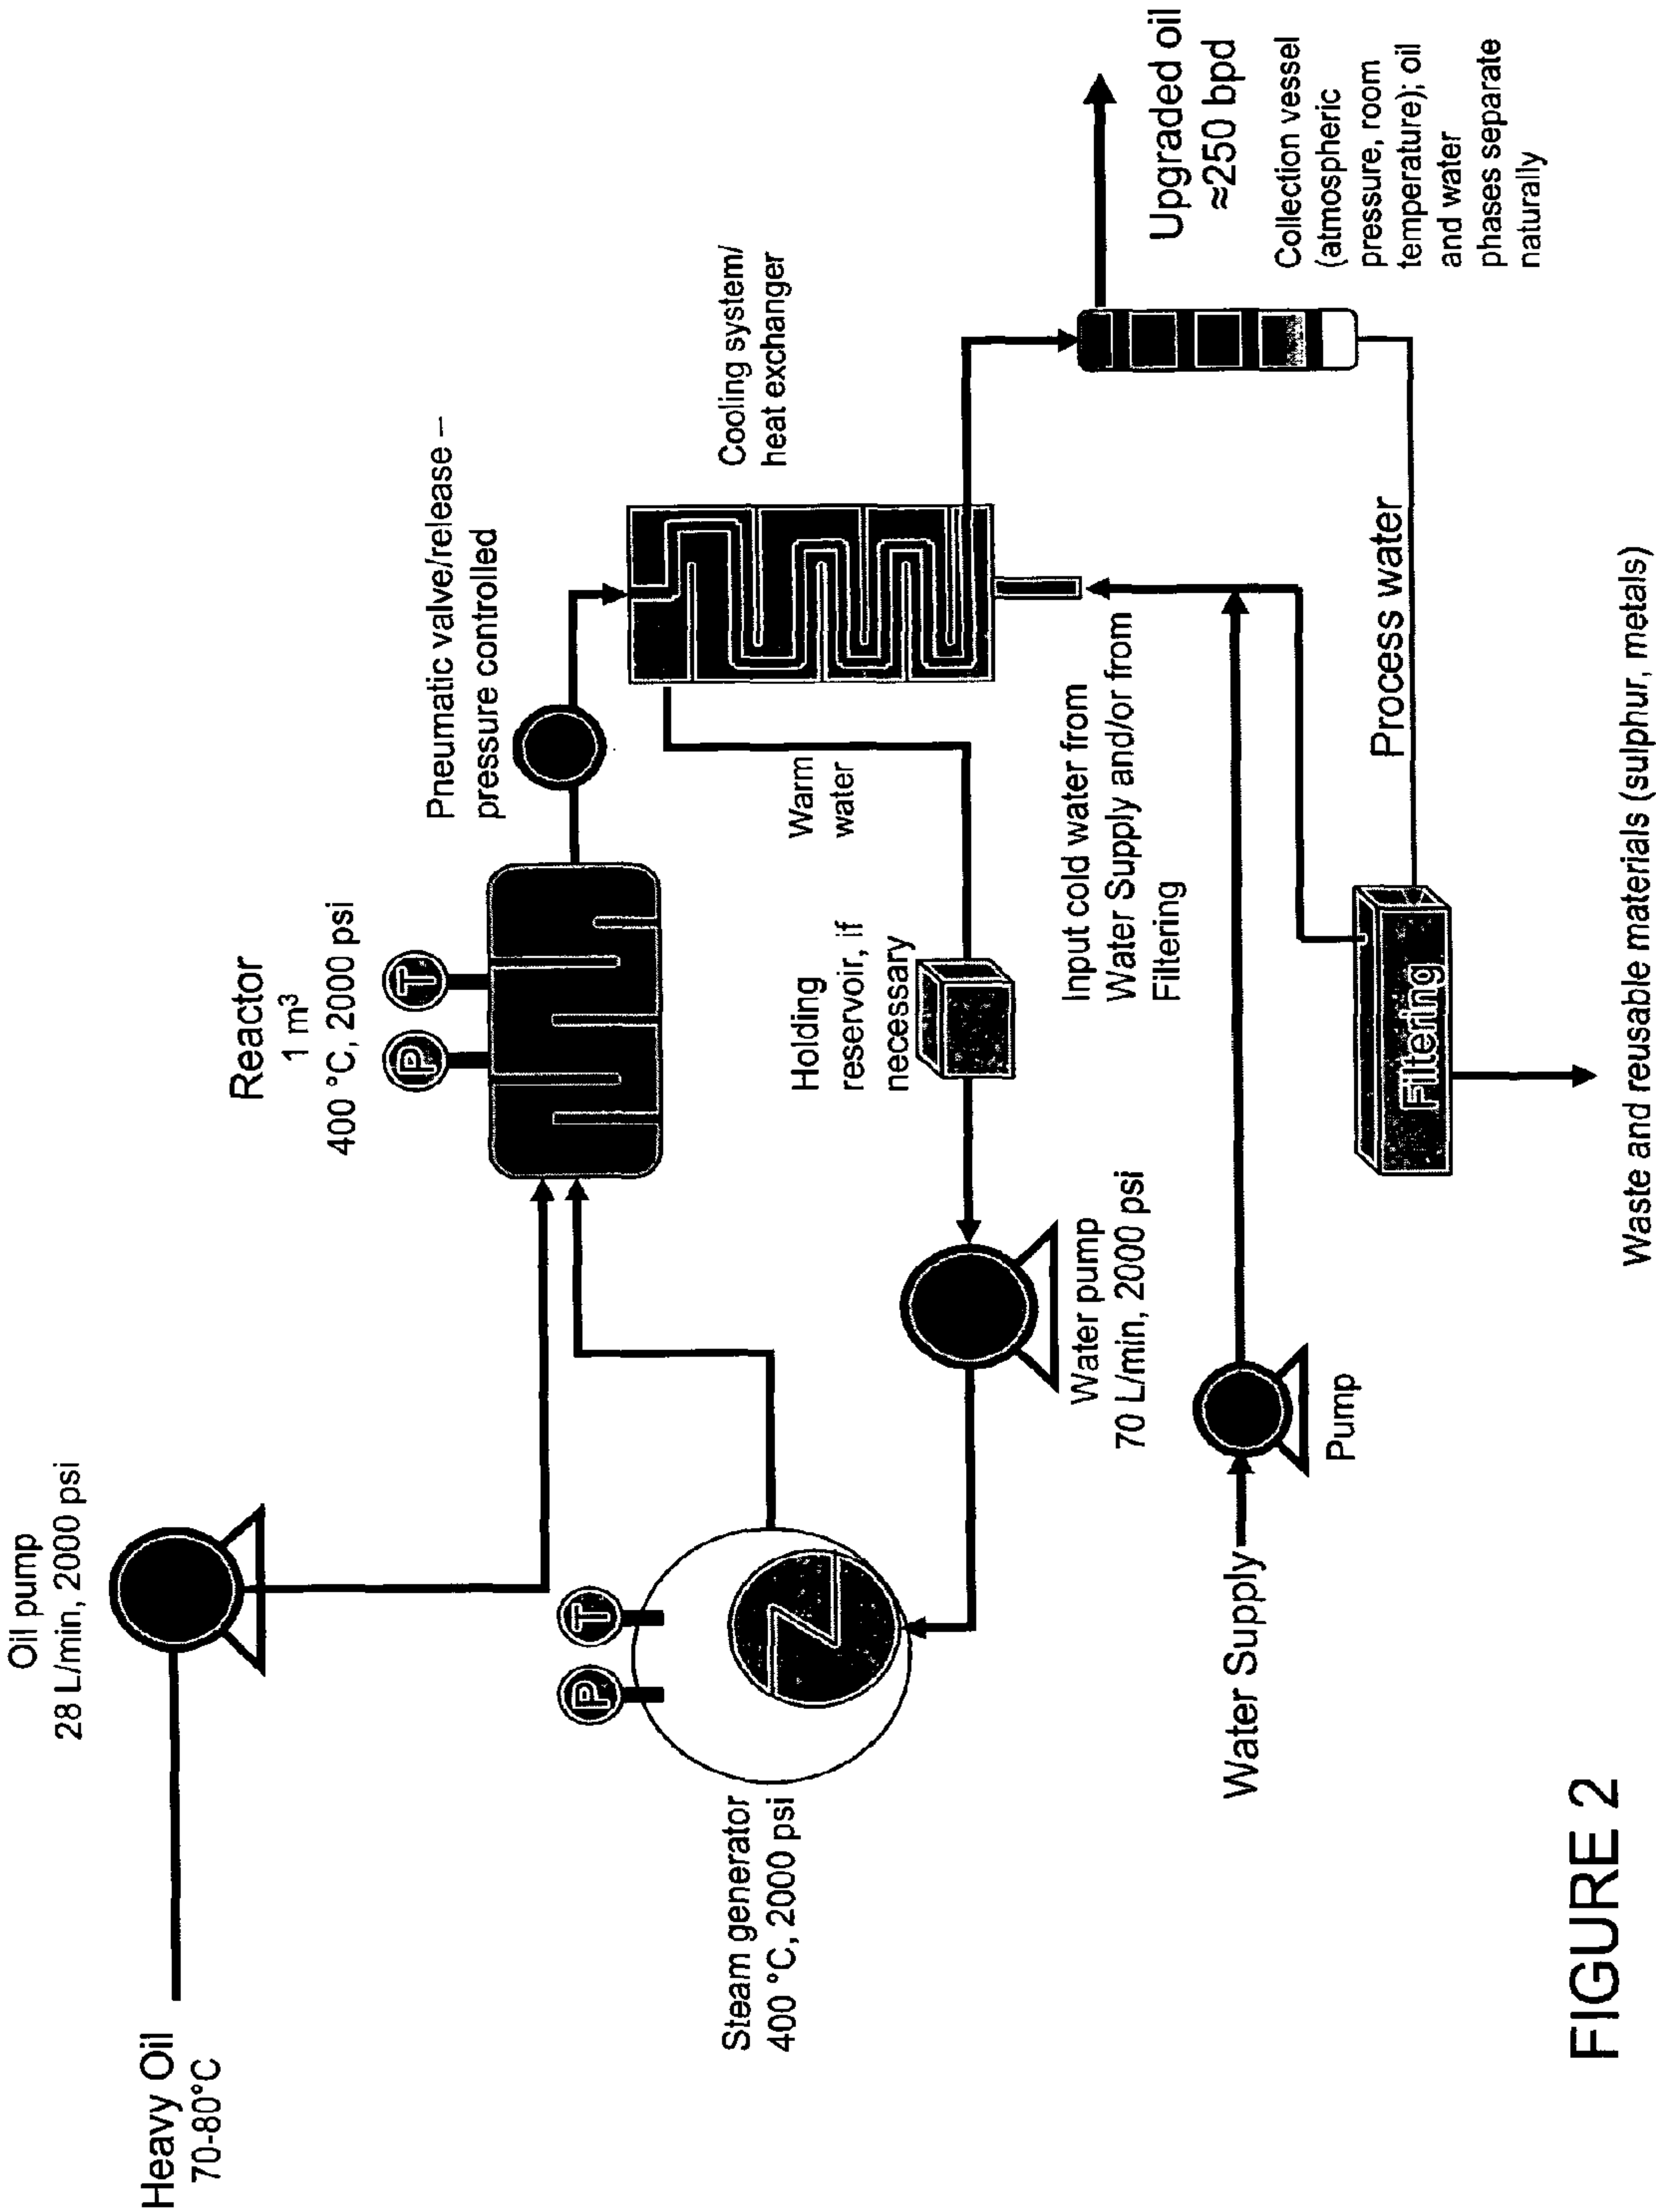 Oil pump
28 L/min, 2000 psi
Heavy Oil
70-80°C
Reactor
1 m³
400 °C, 2000 psi
P
T
Pneumatic valve/release –
pressure controlled
Steam generator
400 °C, 2000 psi
P
T
Cooling system/
heat exchanger
Warm
water
Holding
reservoir, if
necessary
Water pump
70 L/min, 2000 psi
Input cold water from
Water Supply and/or from
Filtering
Upgraded oil
≈250 bpd
Collection vessel
(atmospheric
pressure, room
temperature); oil
and water
phases separate
naturally
Water Supply
Pump
Process water
Filtering
Waste and reusable materials (sulphur, metals)
FIGURE 2